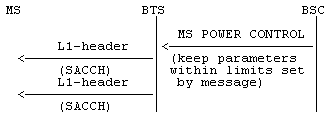 MS BTS BSC
MS POWER CONTROL
L1-header
(keep parameters
(SACCH) within limits set
L1-header by message)
(SACCH)